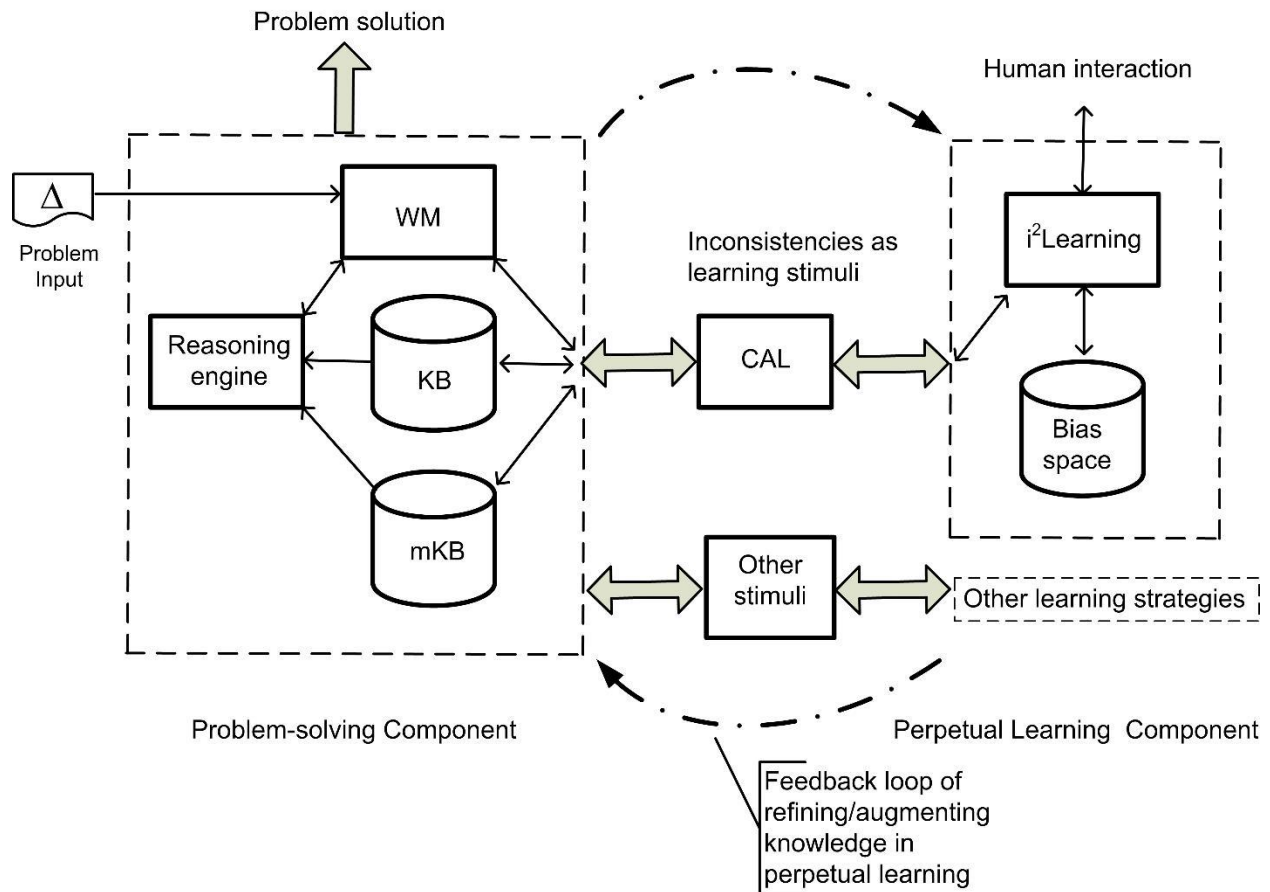 Problem solution
Human interaction
Δ
Problem
Input
WM
i²Learning
Inconsistencies as
learning stimuli
Reasoning
engine
KB
CAL
Bias
space
mKB
Other
stimuli
Other learning strategies
Problem-solving Component
Perpetual Learning Component
Feedback loop of
refining/augmenting
knowledge in
perpetual learning